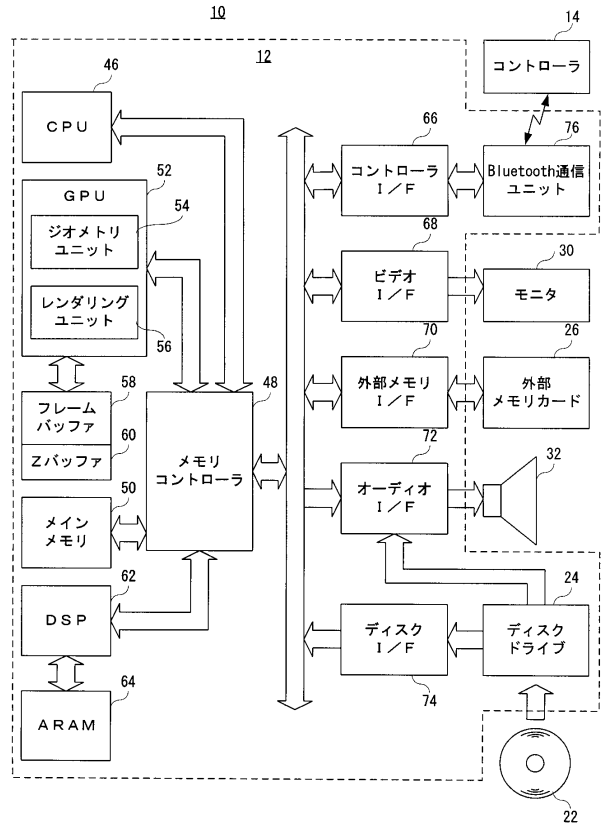 10
12
14
コントローラ
46
CPU
66
コントローラ
I／F
76
Bluetooth通信
ユニット
52
GPU
54
ジオメトリ
ユニット
レンダリング
ユニット
56
68
ビデオ
I／F
30
モニタ
70
外部メモリ
I／F
26
外部
メモリカード
58
フレーム
バッファ
60
Zバッファ
48
メモリ
コントローラ
72
オーディオ
I／F
32
50
メイン
メモリ
62
DSP
64
ARAM
ディスク
I／F
74
24
ディスク
ドライブ
22